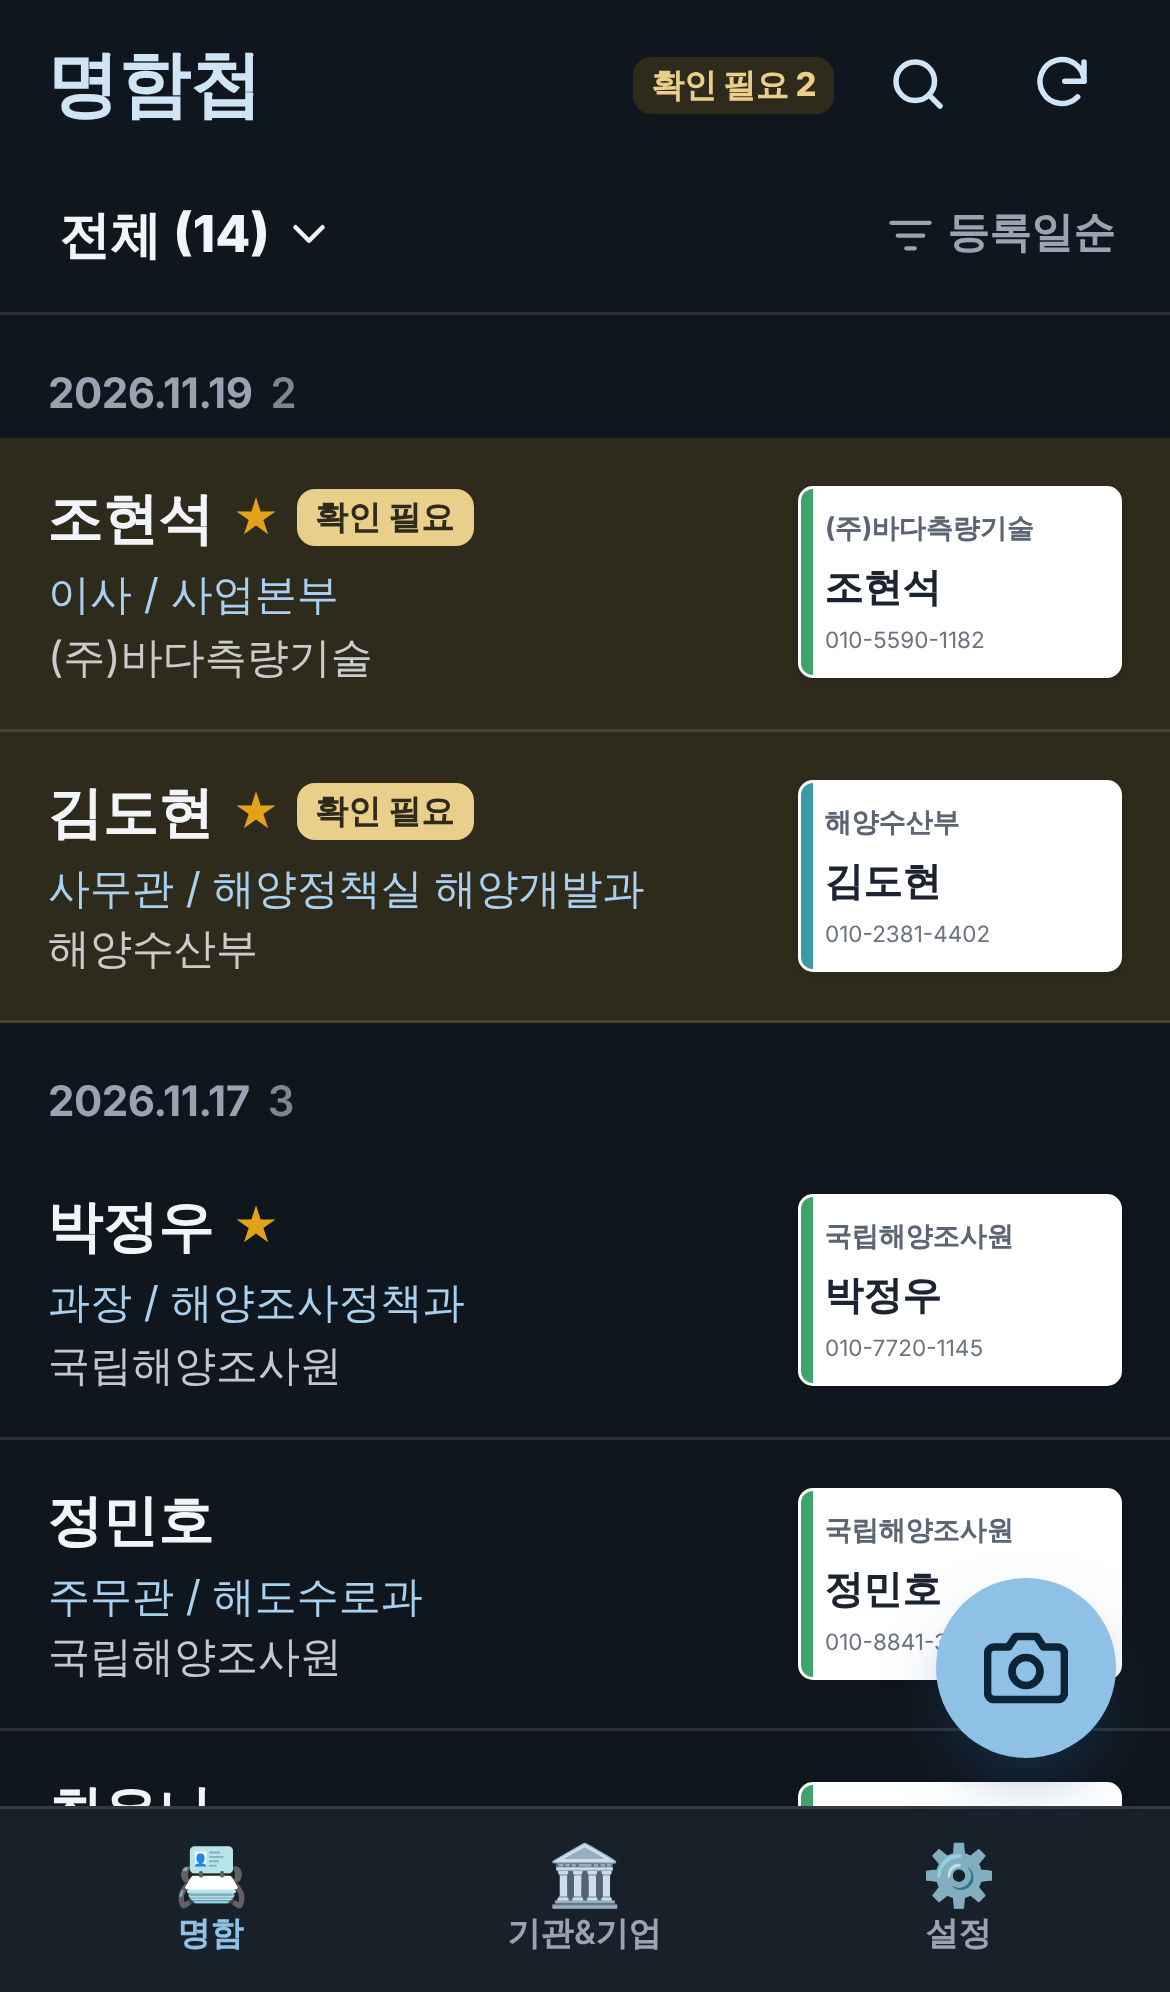 명함첩
확인 필요 2
전체 (14)
등록일순
2026.11.19 2
조현석 ★ 확인 필요
이사 / 사업본부
(주)바다측량기술
(주)바다측량기술
조현석
010-5590-1182
김도현 ★ 확인 필요
사무관 / 해양정책실 해양개발과
해양수산부
해양수산부
김도현
010-2381-4402
2026.11.17 3
박정우 ★
과장 / 해양조사정책과
국립해양조사원
국립해양조사원
박정우
010-7720-1145
정민호
주무관 / 해도수로과
국립해양조사원
국립해양조사원
정민호
010-8841-
명함
기관&기업
설정